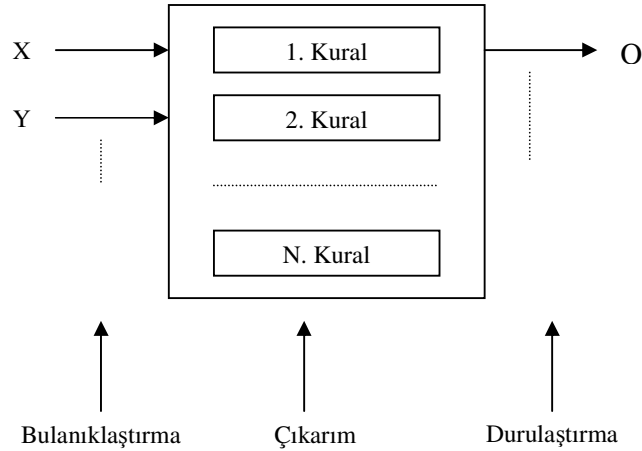 X
1. Kural
O
Y
2. Kural
N. Kural
Bulanıklaştırma
Çıkarım
Durulaştırma